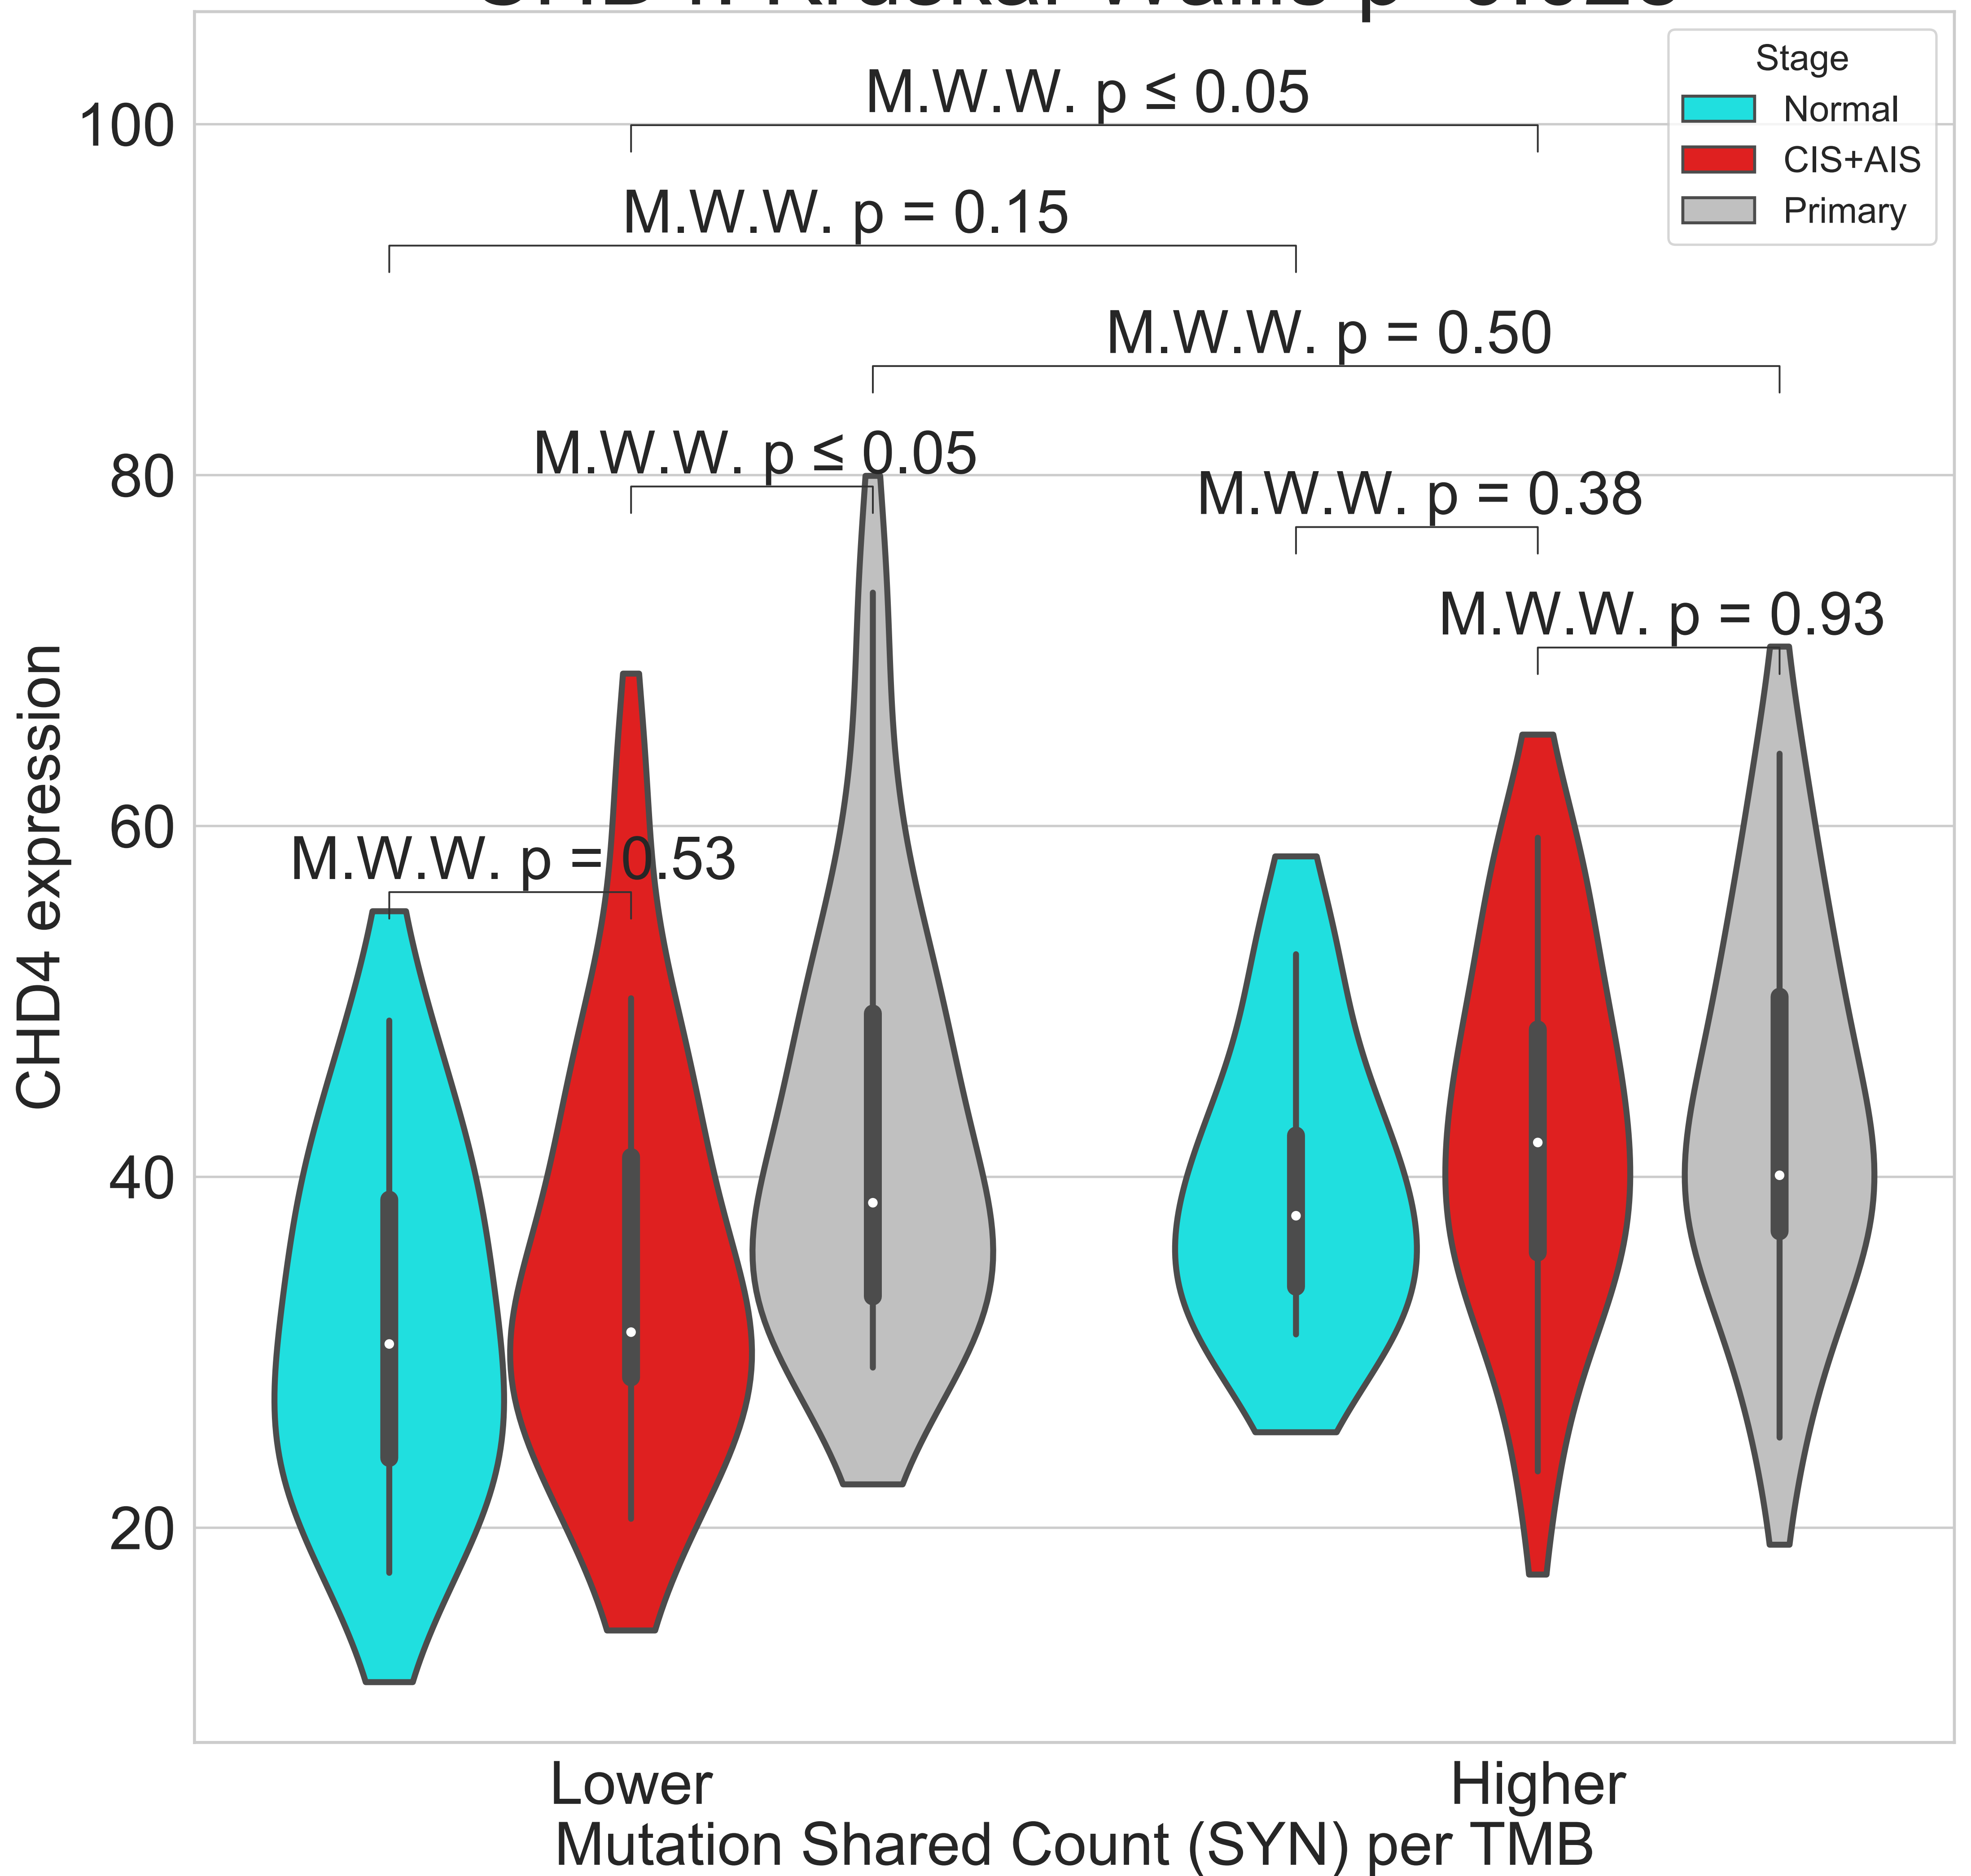 M.W.W. p ≤ 0.05
M.W.W. p = 0.15
M.W.W. p = 0.50
M.W.W. p ≤ 0.05
M.W.W. p = 0.38
M.W.W. p = 0.93
M.W.W. p = 0.53
Stage
Normal
CIS+AIS
Primary
100
80
60
40
20
CHD4 expression
Lower
Higher
Mutation Shared Count (SYN) per TMB